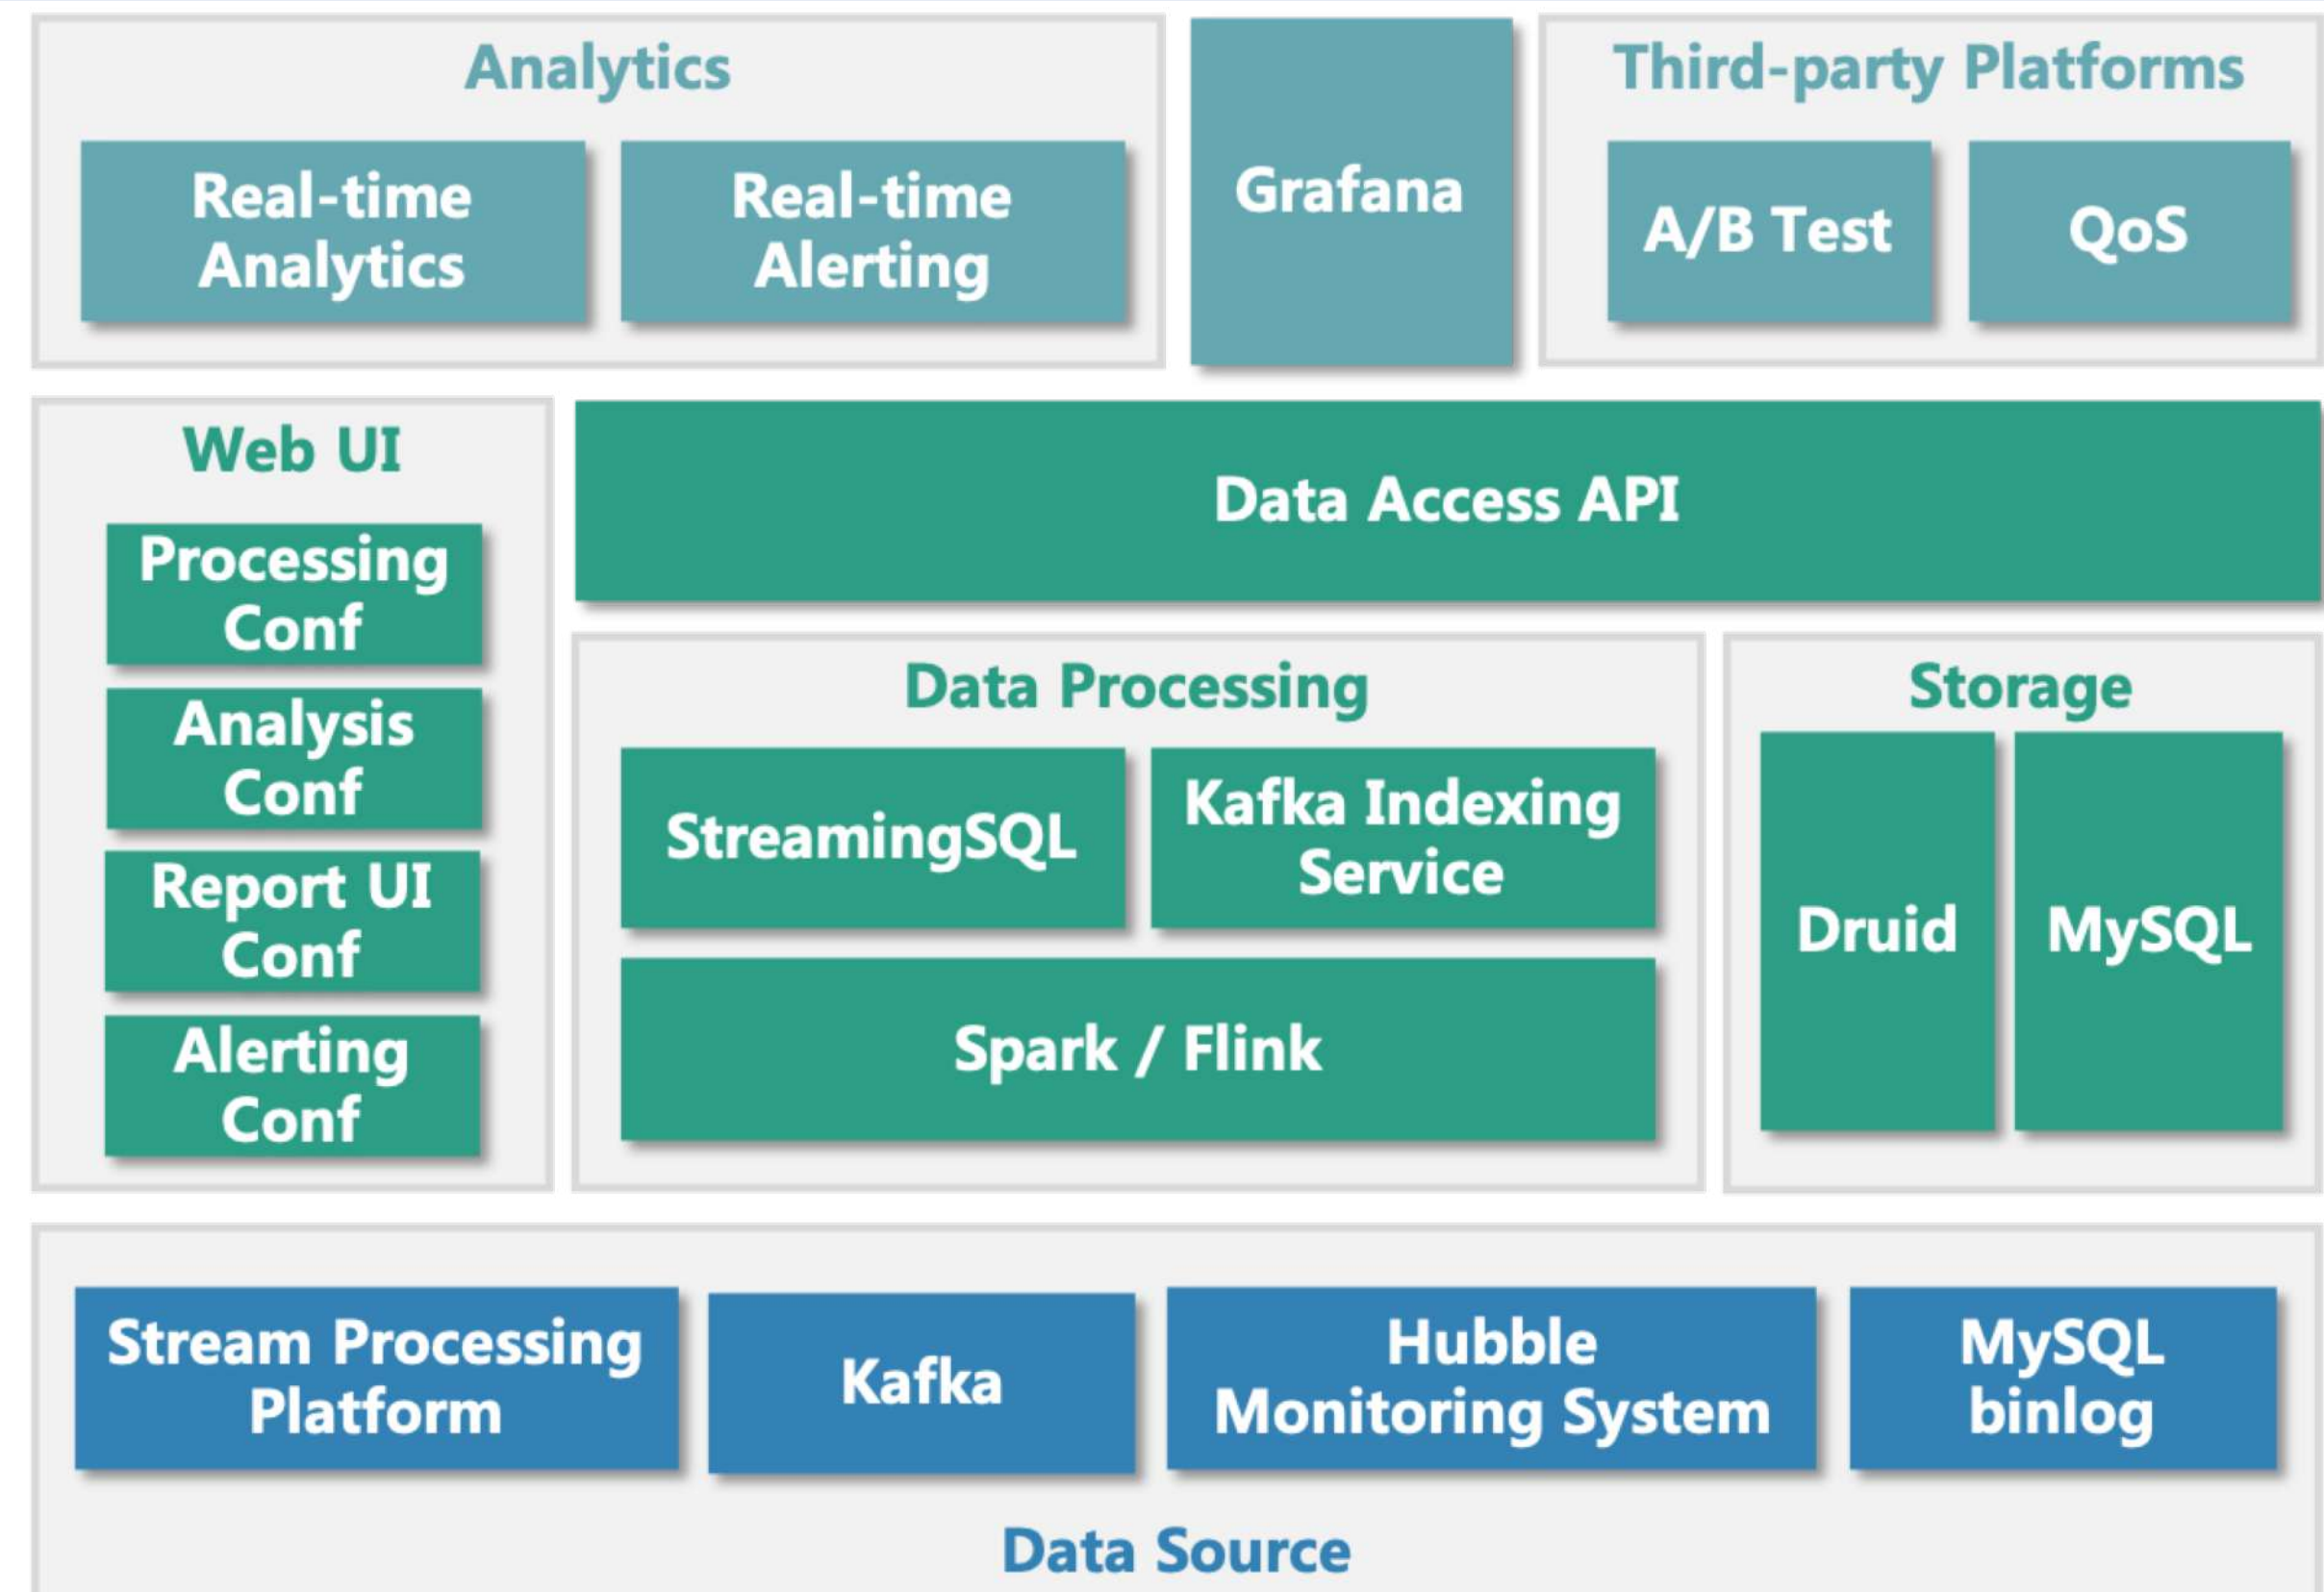 Analytics
Real-time
Analytics
Real-time
Alerting
Grafana
Third-party Platforms
A/B Test
QoS
Web UI
Processing
Conf
Analysis
Conf
Report UI
Conf
Alerting
Conf
Data Access API
Data Processing
StreamingSQL
Kafka Indexing
Service
Spark / Flink
Storage
Druid
MySQL
Stream Processing
Platform
Kafka
Hubble
Monitoring System
MySQL
binlog
Data Source